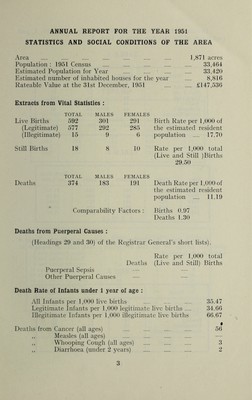 ANNUAL REPORT FOR THE YEAR 1951
STATISTICS AND SOCIAL CONDITIONS OF THE AREA
Area ... 1,871 acres
Population : 1951 Census ... 33,464
Estimated Population for Year ... 33,420
Estimated number of inhabited houses for the year 8,816
Rateable Value at the 31st December, 1951 ... £147,536
Extracts from Vital Statistics :
TOTAL MALES FEMALES
Live Births 592 301 291 Birth Rate per 1,000 of
(Legitimate) 577 292 285 the estimated resident
(Illegitimate) 15 9 6 population ... 17.70
Still Births 18 8 10 Rate per 1,000 total
(Live and Still )Births
29.50
TOTAL MALES FEMALES
Deaths 374 183 191 Death Rate per 1,000 of
the estimated resident
population ... 11.19
Comparability Factors : Births 0.97
Deaths 1.30
Deaths from Puerperal Causes :
(Headings 29 and 30) of the Registrar General's short lists).
Rate per 1,000 total
Deaths (Live and Still) Births
Puerperal Sepsis — —
Other Puerperal Causes — —
Death Rate of Infants under 1 year of age :
All Infants per 1,000 live births ... 35.47
Legitimate Infants per 1,000 legitimate live births ... 34.66
Illegitimate Infants per 1,000 illegitimate live births 66.67
Deaths from Cancer (all ages) ... 56
,, Measles (all ages) ... —
,, Whooping Cough (all ages) ... 3
,, Diarrhoea (under 2 years) ... 2
3